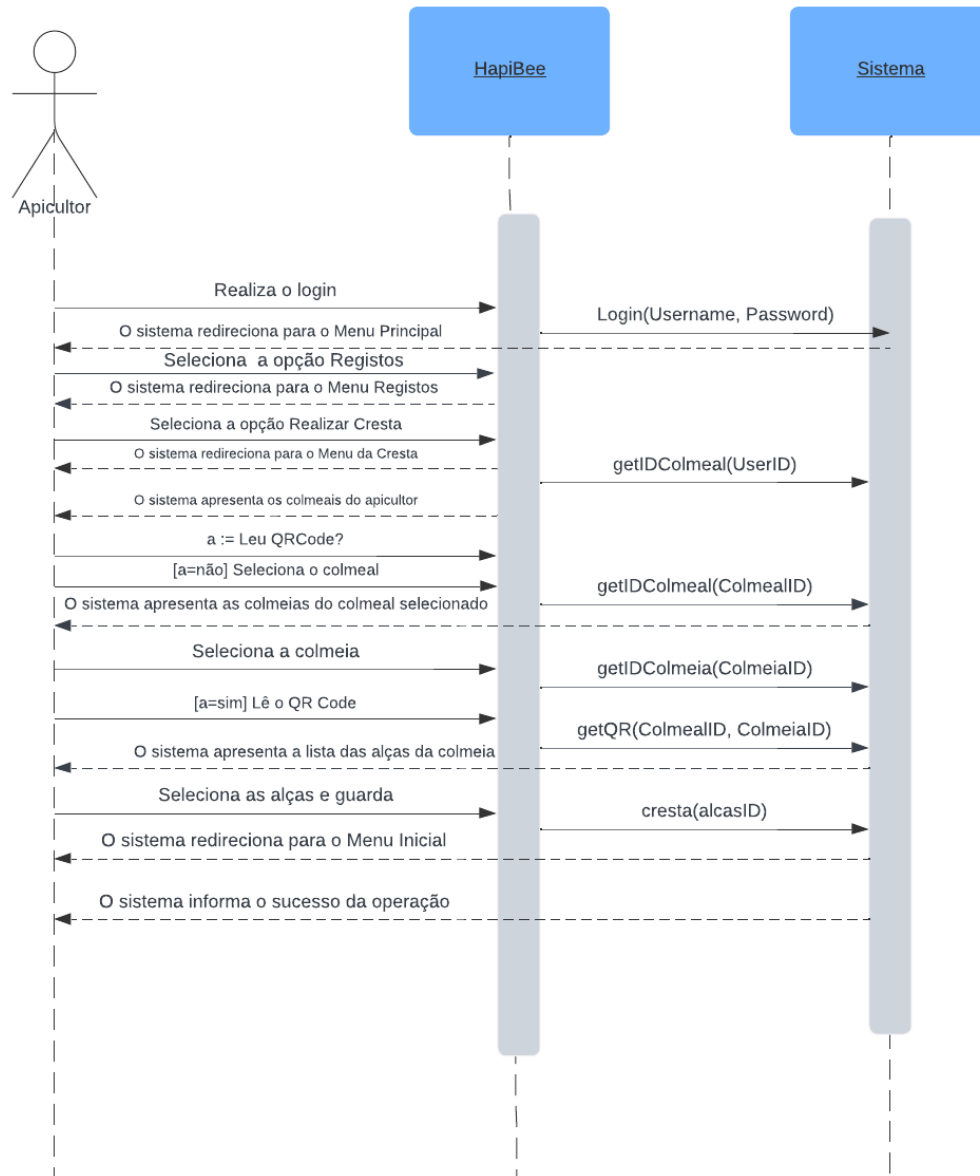 HapiBee
Sistema
Apicultor
Realiza o login
Login(Username, Password)
O sistema redireciona para o Menu Principal
Seleciona a opção Registos
O sistema redireciona para o Menu Registos
Seleciona a opção Realizar Cresta
O sistema redireciona para o Menu da Cresta
getIDColmeal(UserID)
O sistema apresenta os colmeais do apicultor
a := Leu QRCode?
[a=não] Seleciona o colmeal
getIDColmeal(ColmealID)
O sistema apresenta as colmeias do colmeal selecionado
Seleciona a colmeia
getIDColmeia(ColmeiaID)
[a=sim] Lê o QR Code
getQR(ColmealID, ColmeiaID)
O sistema apresenta a lista das alças da colmeia
Seleciona as alças e guarda
cresta(alcasID)
O sistema redireciona para o Menu Inicial
O sistema informa o sucesso da operação